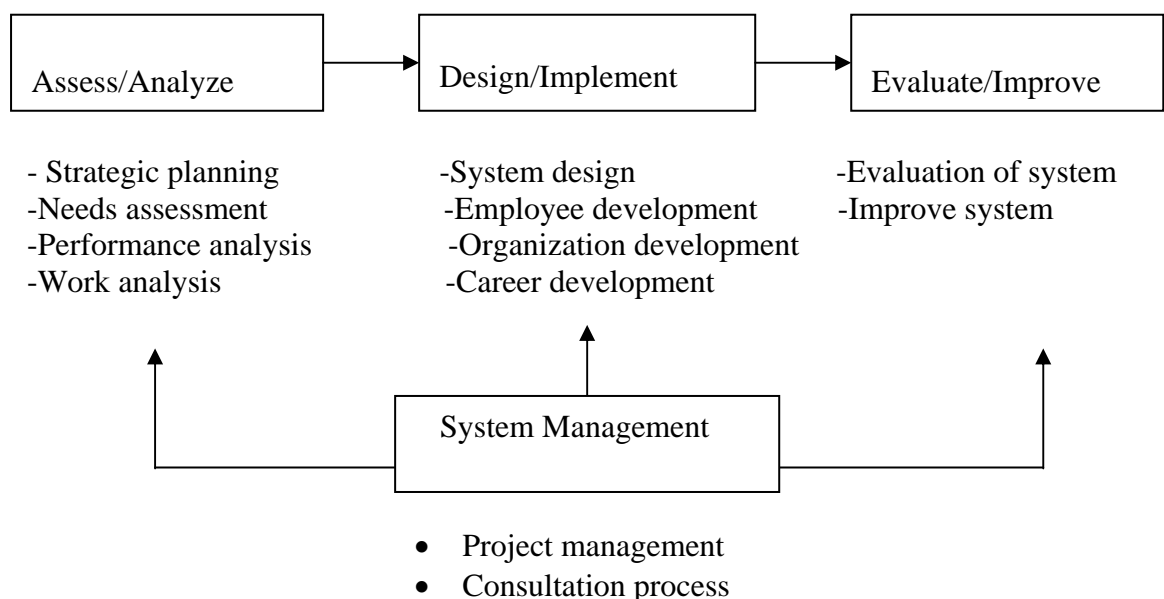 Assess/Analyze
Design/Implement
Evaluate/Improve
- Strategic planning
-Needs assessment
-Performance analysis
-Work analysis
-System design
-Employee development
-Organization development
-Career development
-Evaluation of system
-Improve system
System Management
• Project management
• Consultation process